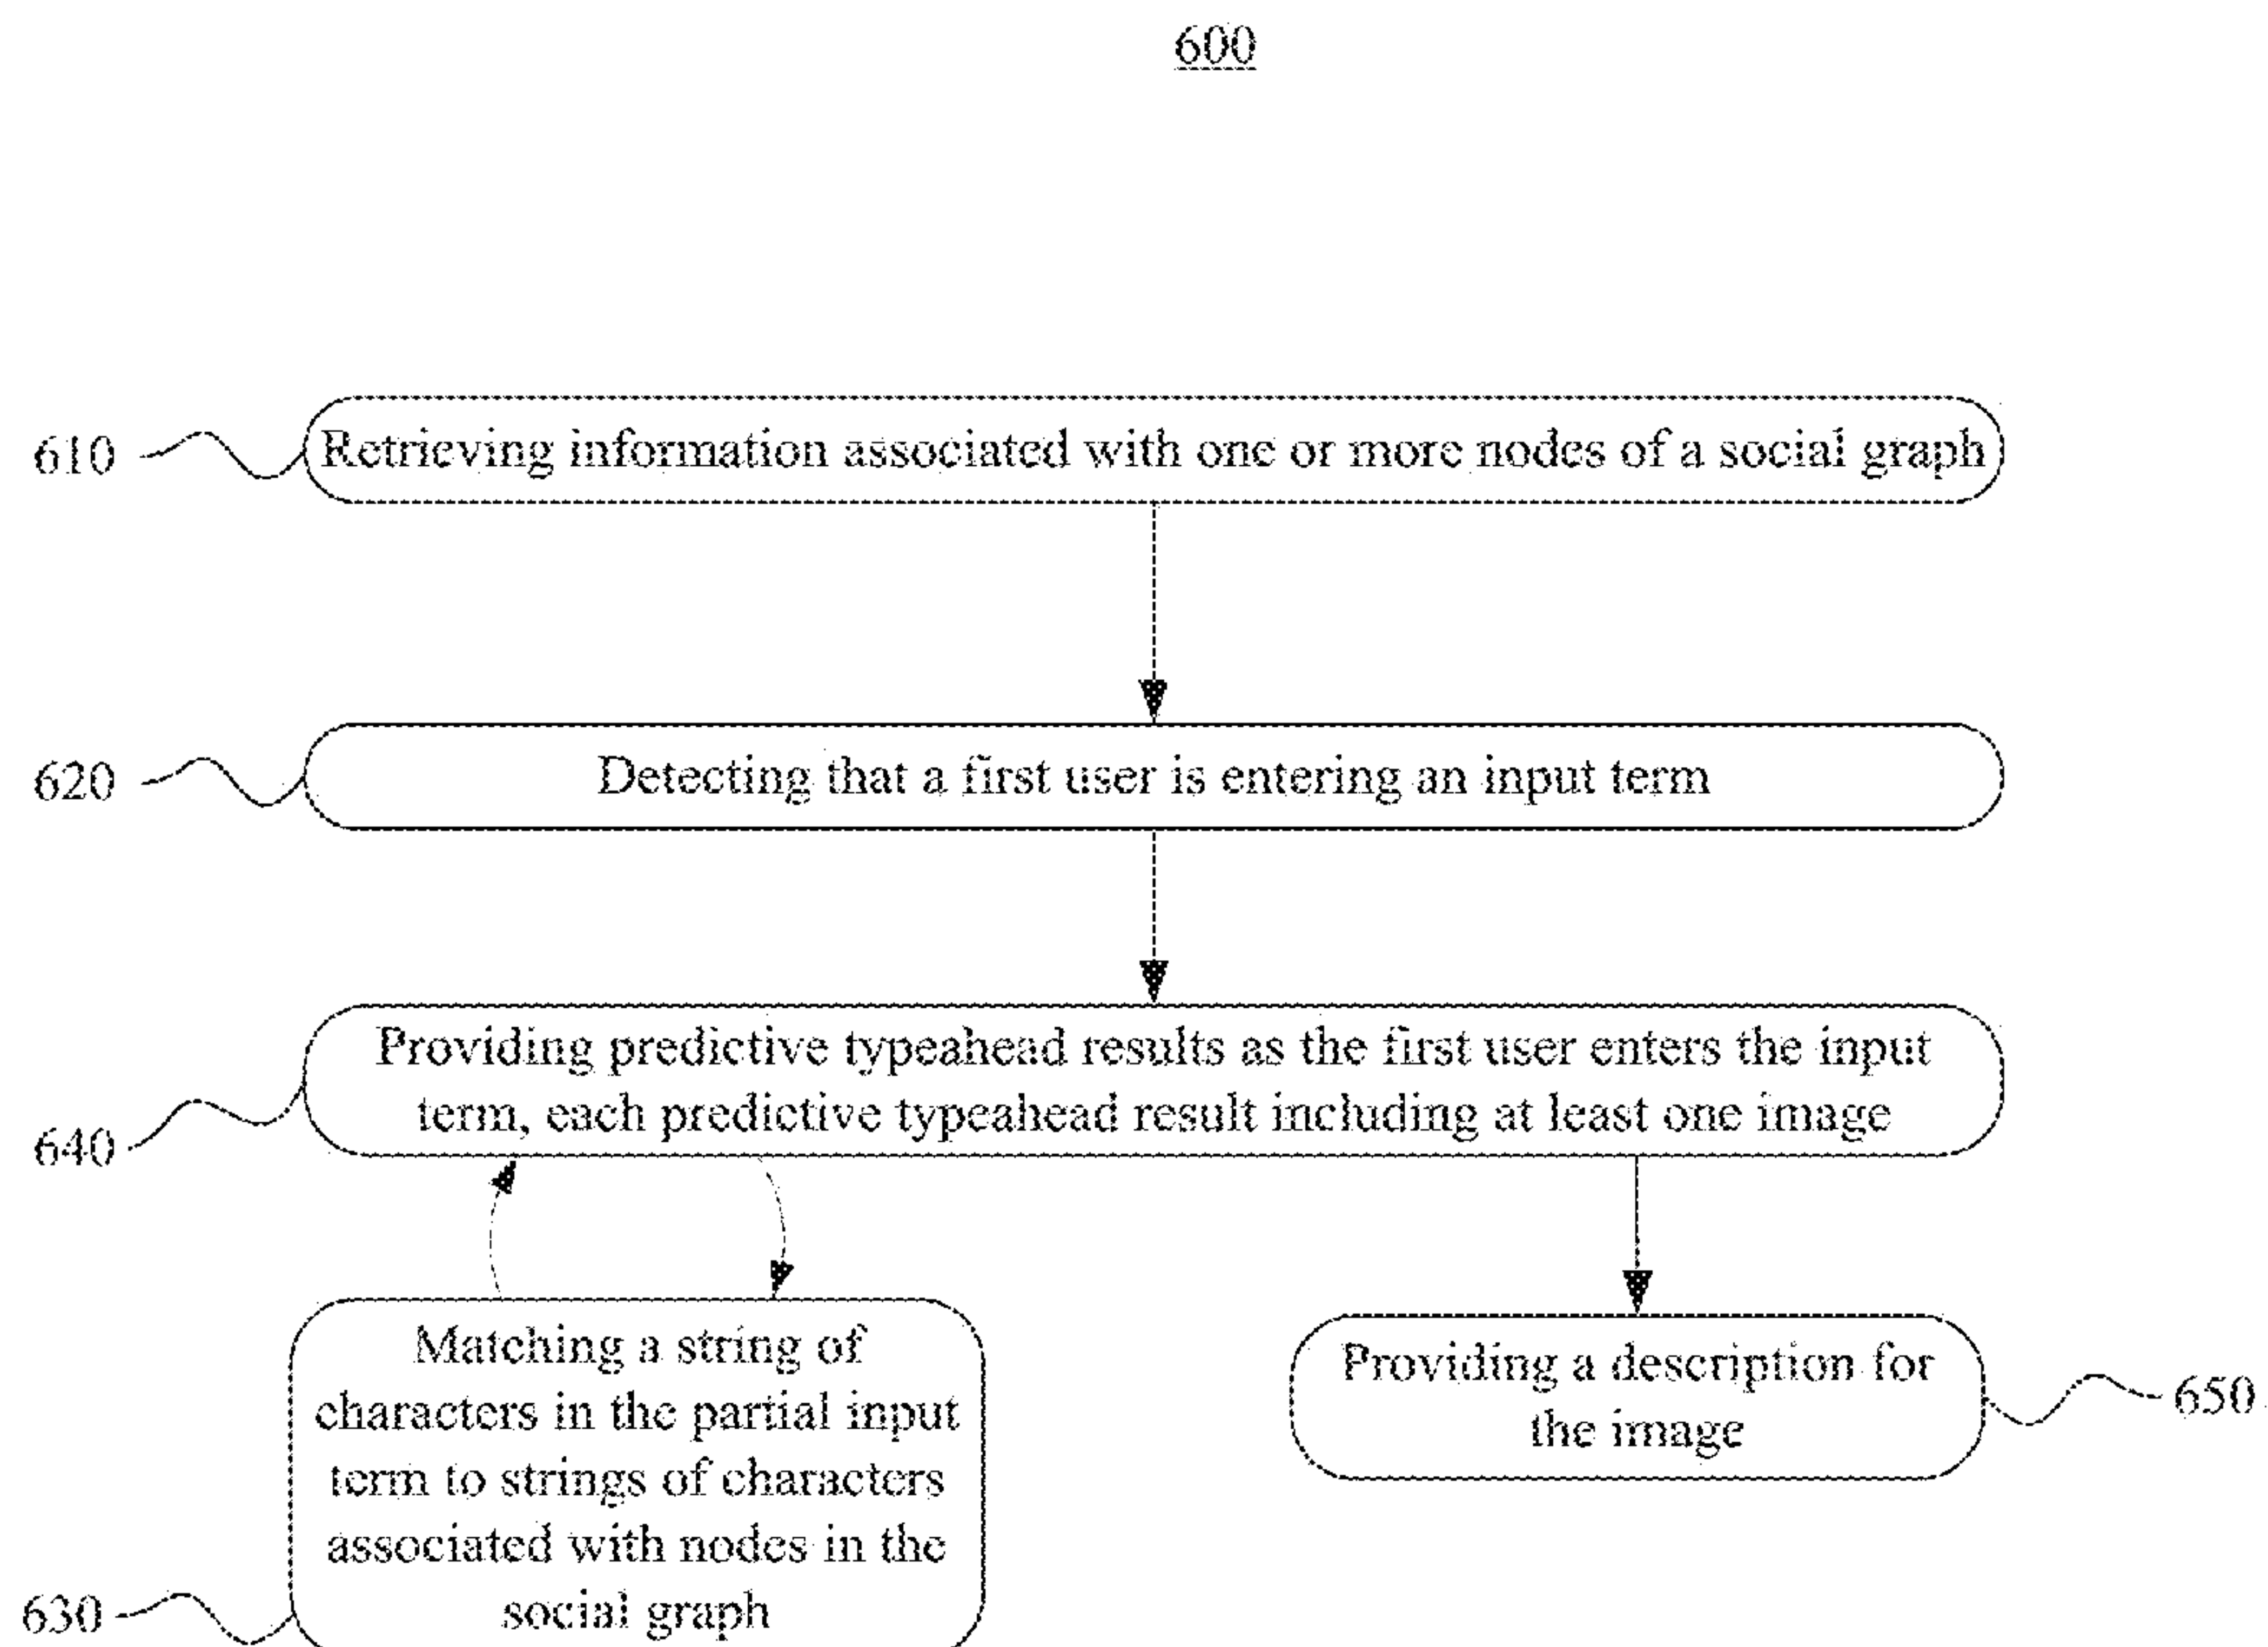 600
610
Retrieving information associated with one or more nodes of a social graph
620
Detecting that a first user is entering an input term
640
Providing predictive typeahead results as the first user enters the input
term, each predictive typeahead result including at least one image
630
Matching a string of
characters in the partial input
term to strings of characters
associated with nodes in the
social graph
Providing a description for
the image
650